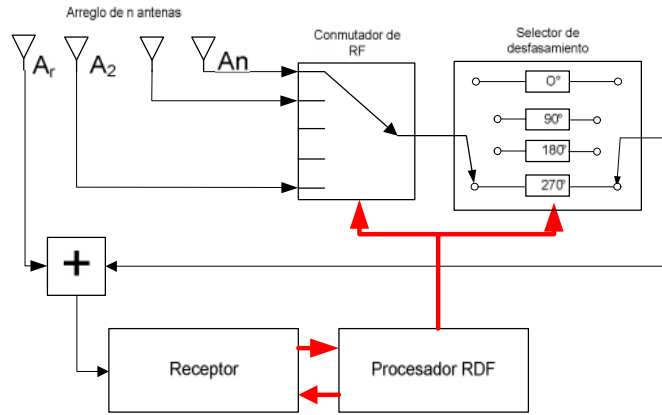 Arreglo de n antenas
Conmutador de
RF
Selector de
desfasamiento
Ar
A2
An
0°
90°
180°
270°
+
Receptor
Procesador RDF